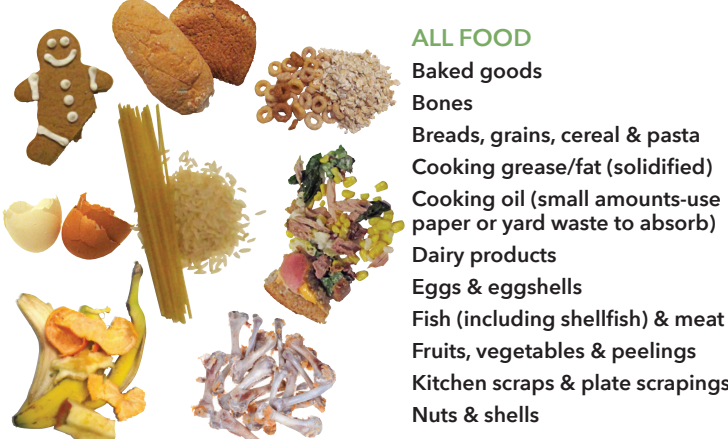 ALL FOOD
Baked goods
Bones
Breads, grains, cereal & pasta
Cooking grease/fat (solidified)
Cooking oil (small amounts-use
paper or yard waste to absorb)
Dairy products
Eggs & eggshells
Fish (including shellfish) & meat
Fruits, vegetables & peelings
Kitchen scraps & plate scrapings
Nuts & shells